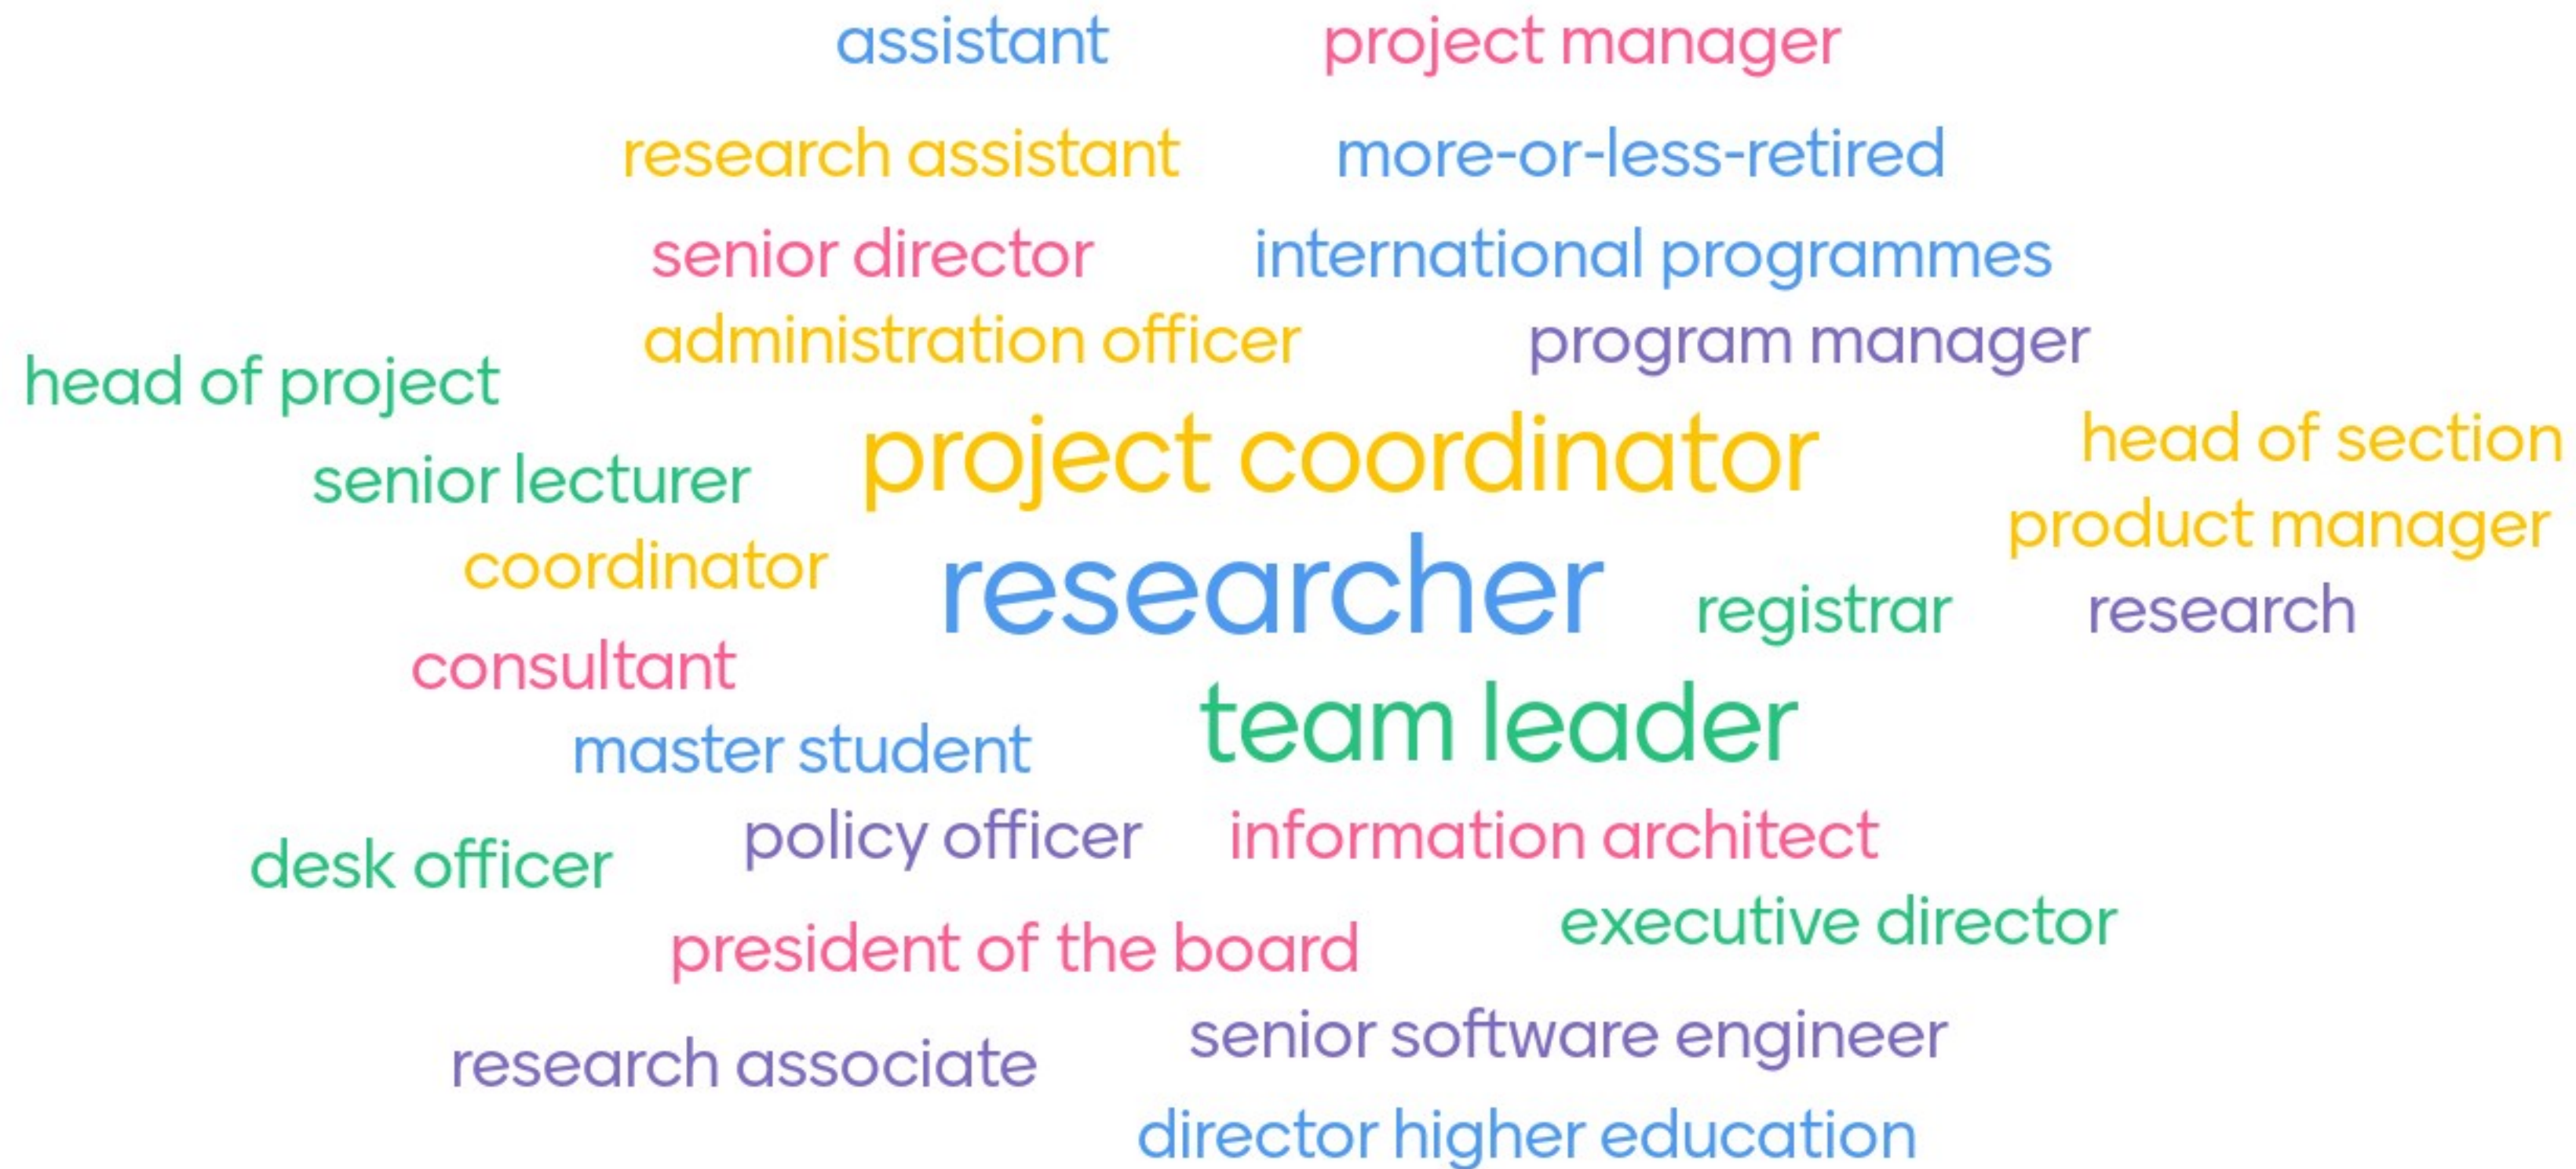 assistant
project manager
research assistant
more-or-less-retired
senior director
international programmes
administration officer
program manager
head of project
project coordinator
head of section
senior lecturer
product manager
coordinator
researcher
registrar
research
consultant
team leader
master student
policy officer
information architect
desk officer
executive director
president of the board
senior software engineer
research associate
director higher education